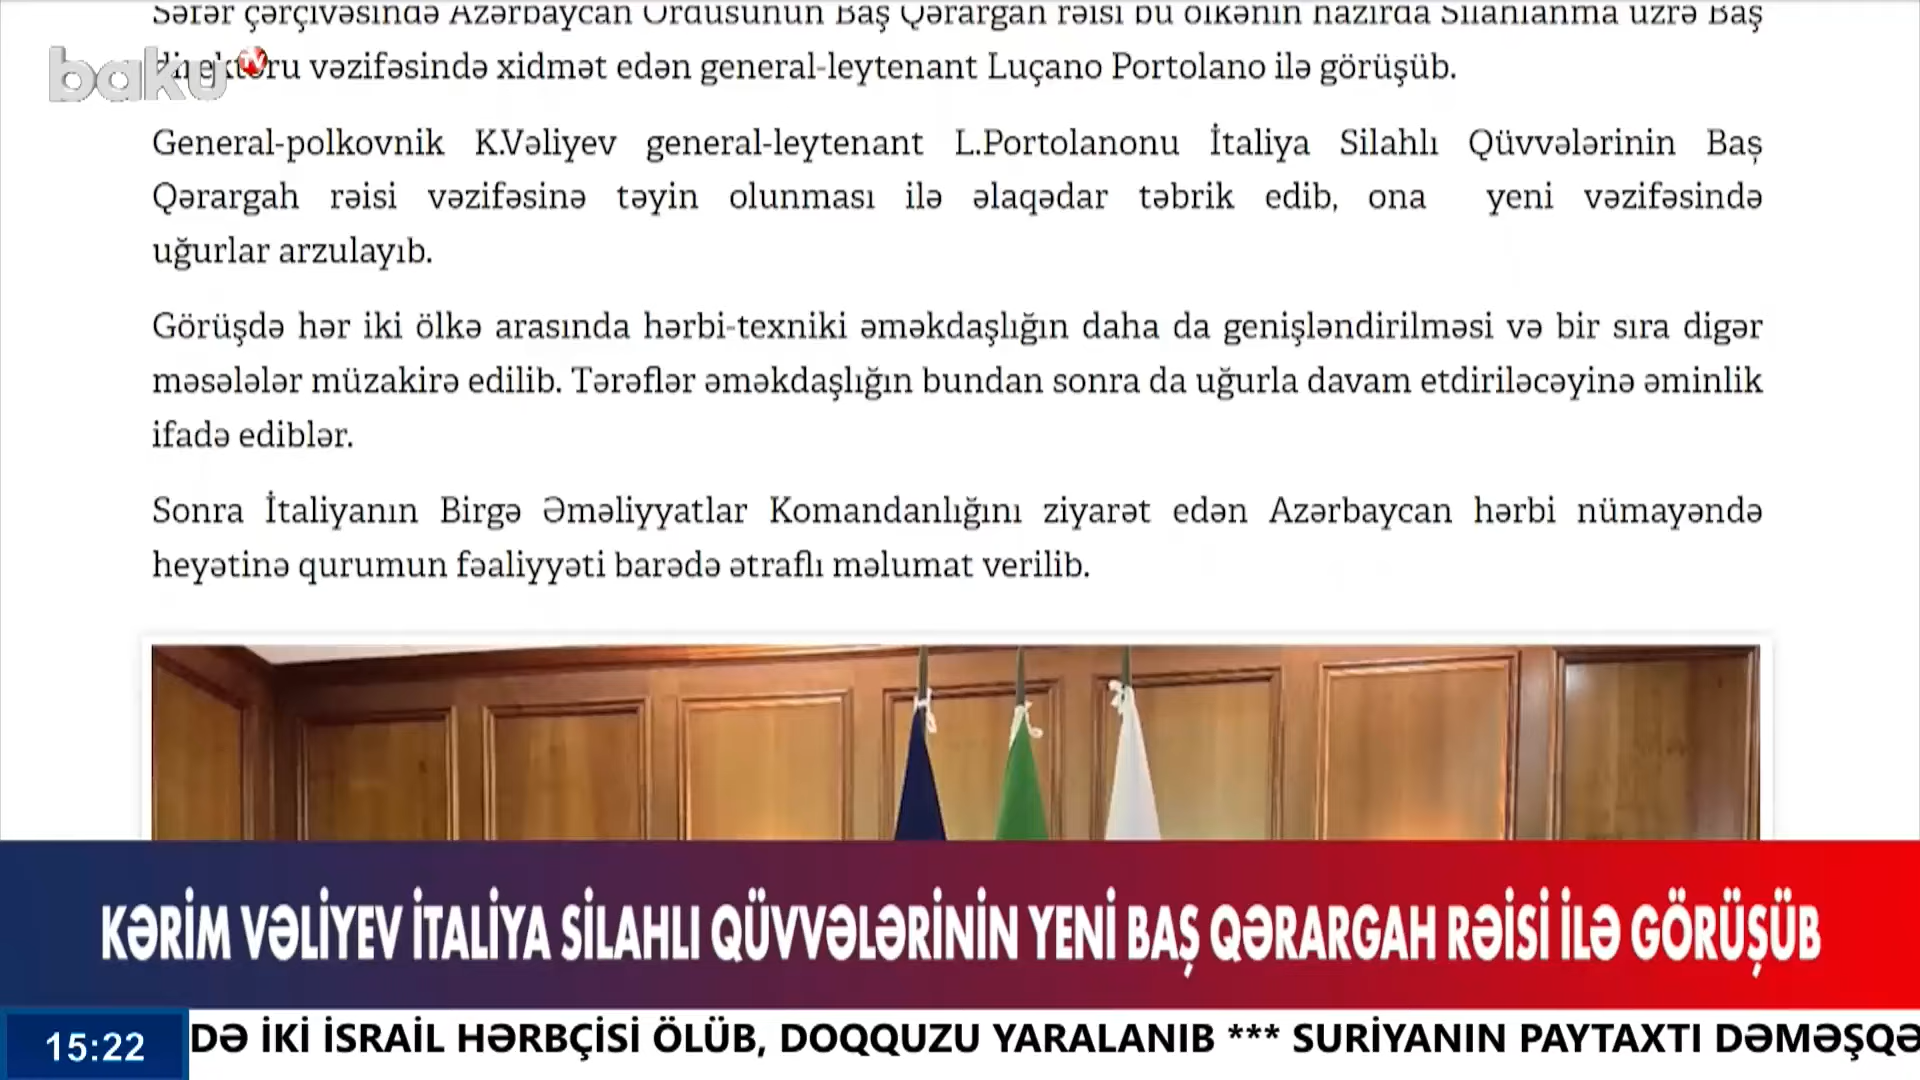 Səfər çərçivəsində Azərbaycan Ordusunun Baş Qərargah rəisi bu ölkənin hazırda Silahlanma üzrə Baş
direktoru vəzifəsində xidmət edən general-leytenant Luçano Portolano ilə görüşüb.
baku TV
General-polkovnik K.Vəliyev general-leytenant L.Portolanonu İtaliya Silahlı Qüvvələrinin Baş
Qərargah rəisi vəzifəsinə təyin olunması ilə əlaqədar təbrik edib, ona yeni vəzifəsində
uğurlar arzulayıb.
Görüşdə hər iki ölkə arasında hərbi-texniki əməkdaşlığın daha da genişləndirilməsi və bir sıra digər
məsələlər müzakirə edilib. Tərəflər əməkdaşlığın bundan sonra da uğurla davam etdiriləcəyinə əminlik
ifadə ediblər.
Sonra İtaliyanın Birgə Əməliyyatlar Komandanlığını ziyarət edən Azərbaycan hərbi nümayəndə
heyətinə qurumun fəaliyyəti barədə ətraflı məlumat verilib.
KƏRİM VƏLİYEV İTALİYA SİLAHLI QÜVVƏLƏRİNİN YENİ BAŞ QƏRARGAH RƏİSİ İLƏ GÖRÜŞÜB
15:22
DƏ İKİ İSRAİL HƏRBÇİSİ ÖLÜB, DOQQUZU YARALANIB *** SURİYANIN PAYTAXTI DƏMƏŞQƏ